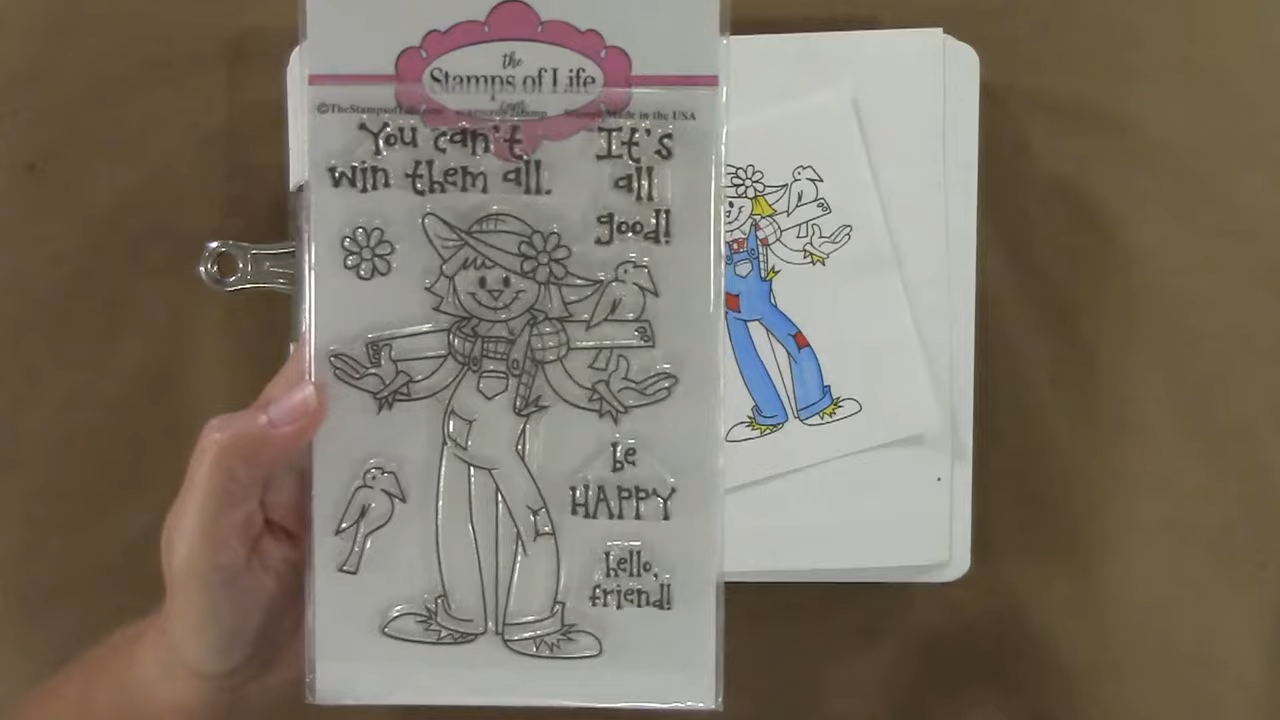 the
Stamps of Life
©TheStampsof
Made in the USA
You can't
win them all.
It's
all
good!
be
HAPPY
hello,
friend!